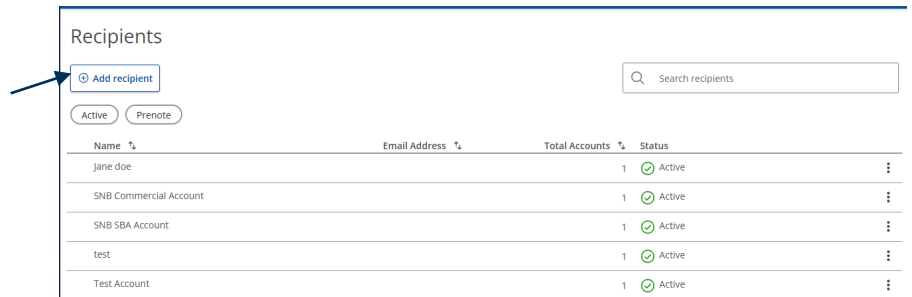 Recipients
Add recipient
Search recipients
Active Prenote
Name Email Address Total Accounts Status
Jane doe 1 Active
SNB Commercial Account 1 Active
SNB SBA Account 1 Active
test 1 Active
Test Account 1 Active